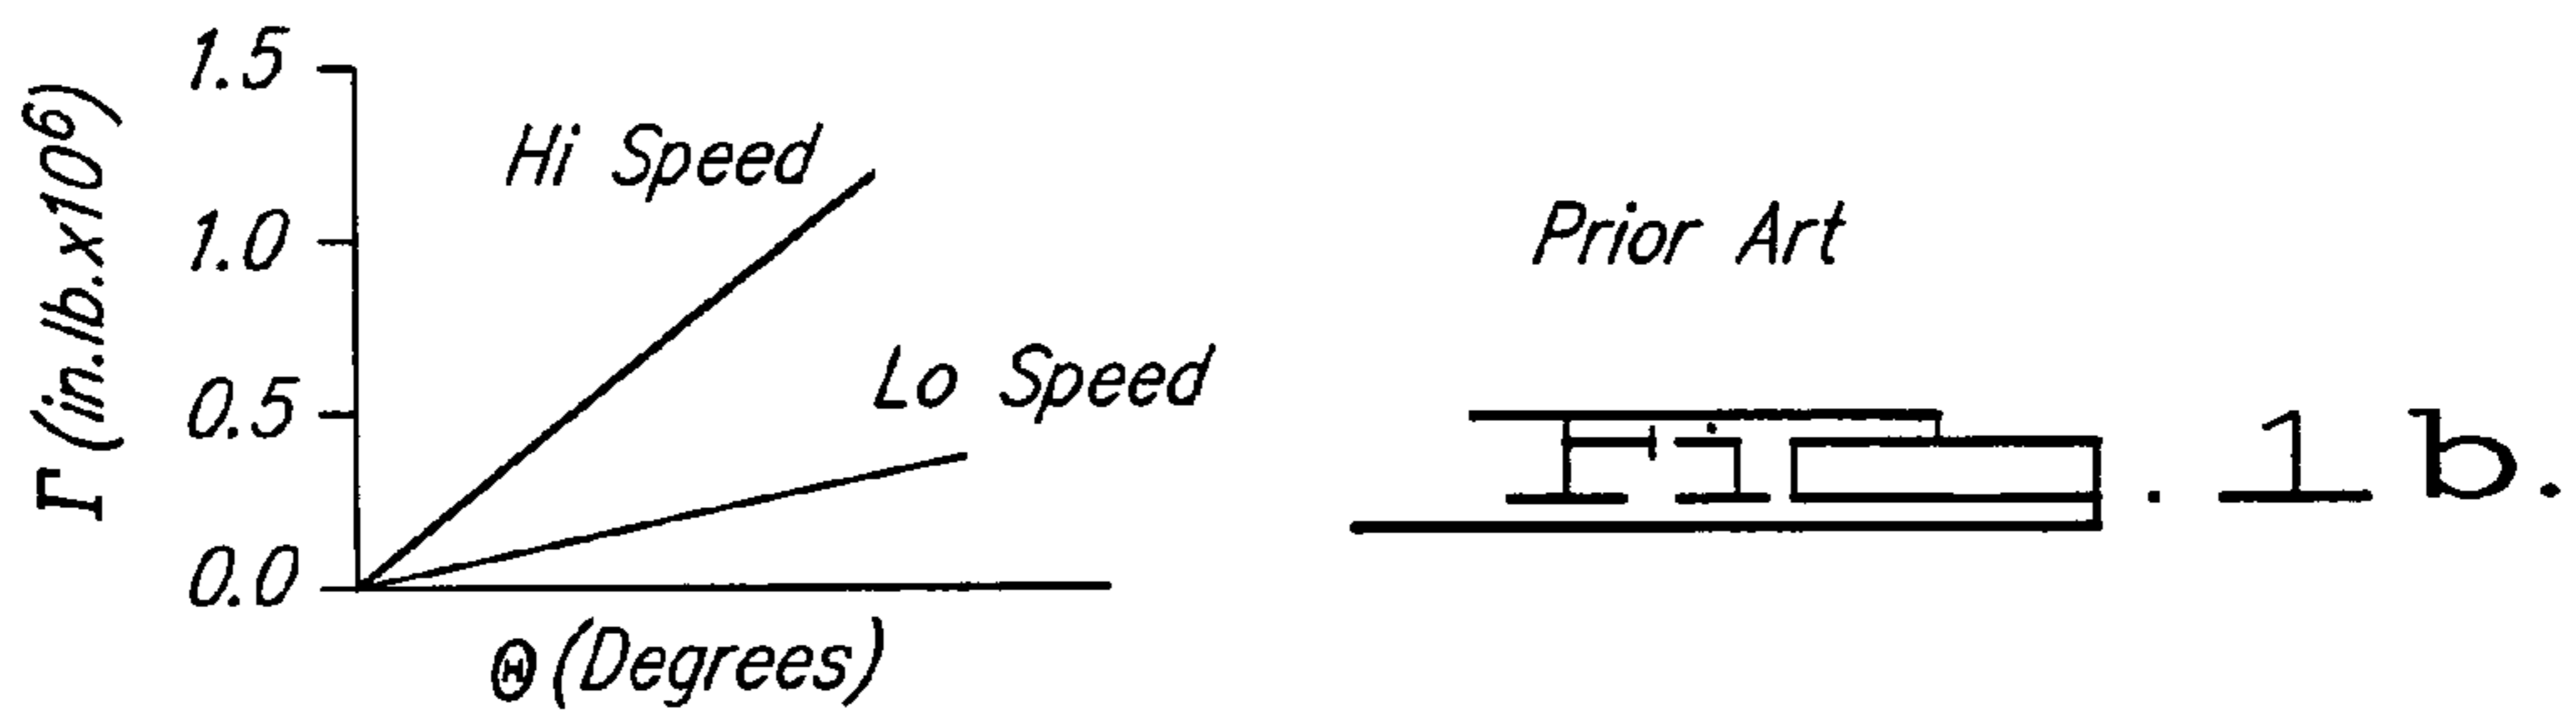 1.5
1.0
0.5
0.0
Γ (in.lb.x10⁶)
Hi Speed
Lo Speed
Θ (Degrees)
Prior Art
Fig. 1b.